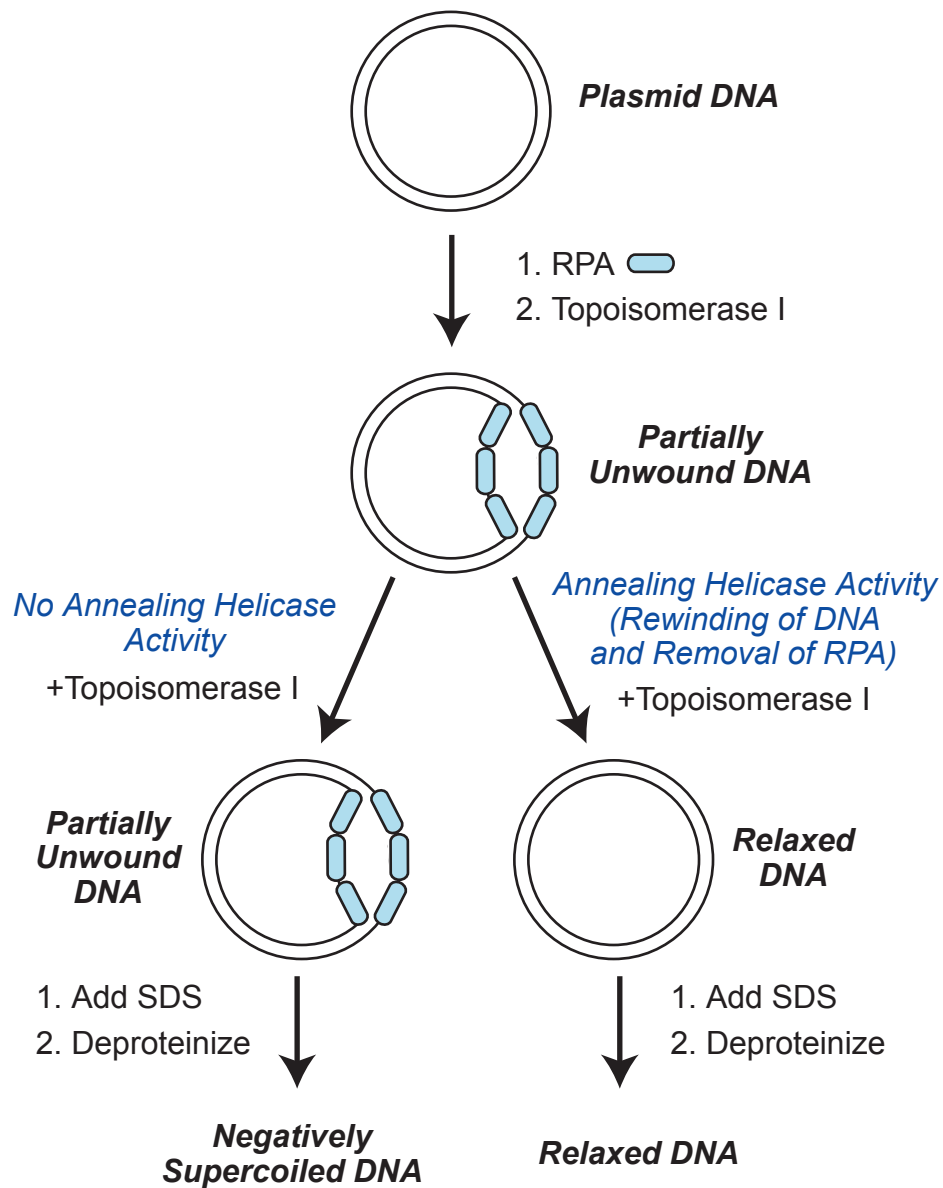 Plasmid DNA
1. RPA
2. Topoisomerase I
Partially
Unwound DNA
No Annealing Helicase
Activity
+Topoisomerase I
Annealing Helicase Activity
(Rewinding of DNA
and Removal of RPA)
+Topoisomerase I
Partially
Unwound
DNA
Relaxed
DNA
1. Add SDS
2. Deproteinize
1. Add SDS
2. Deproteinize
Negatively
Supercoiled DNA
Relaxed DNA